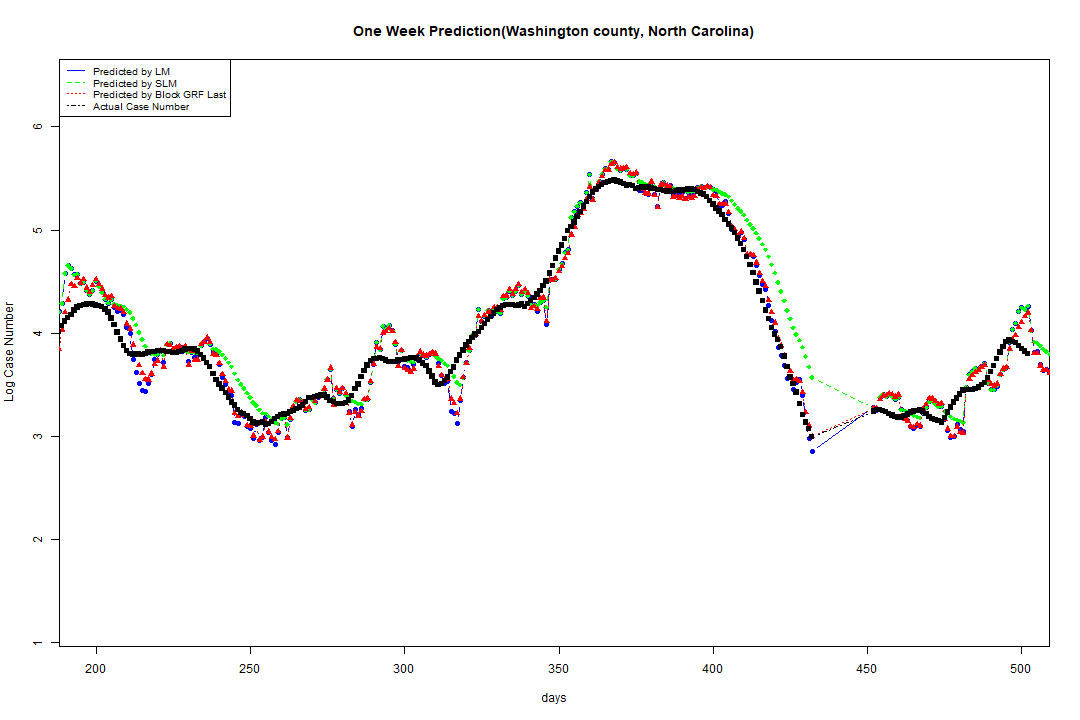 One Week Prediction(Washington county, North Carolina)
Predicted by LM
Predicted by SLM
Predicted by Block GRF Last
Actual Case Number
Log Case Number
6
5
4
3
2
1
200 250 300 350 400 450 500
days